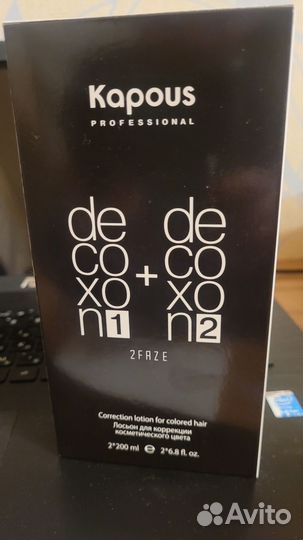 Kapous
PROFESSIONAL
de de
co + co
xo xo
n1 n2
2FAZE
Correction lotion for colored hair
Лосьон для коррекции
косметического цвета
2*200 ml e 2*6.8 fl. oz.
Avito